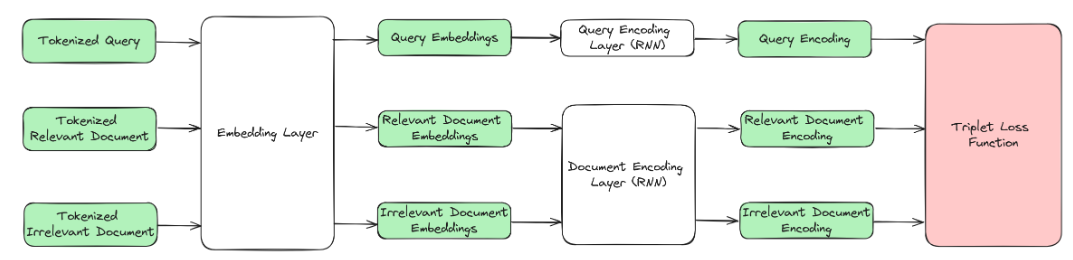 Tokenized Query
Query Embeddings
Query Encoding
Layer (RNN)
Query Encoding
Tokenized
Relevant Document
Embedding Layer
Relevant Document
Embeddings
Document Encoding
Layer (RNN)
Relevant Document
Encoding
Triplet Loss
Function
Tokenized
Irrelevant Document
Irrelevant Document
Embeddings
Irrelevant Document
Encoding